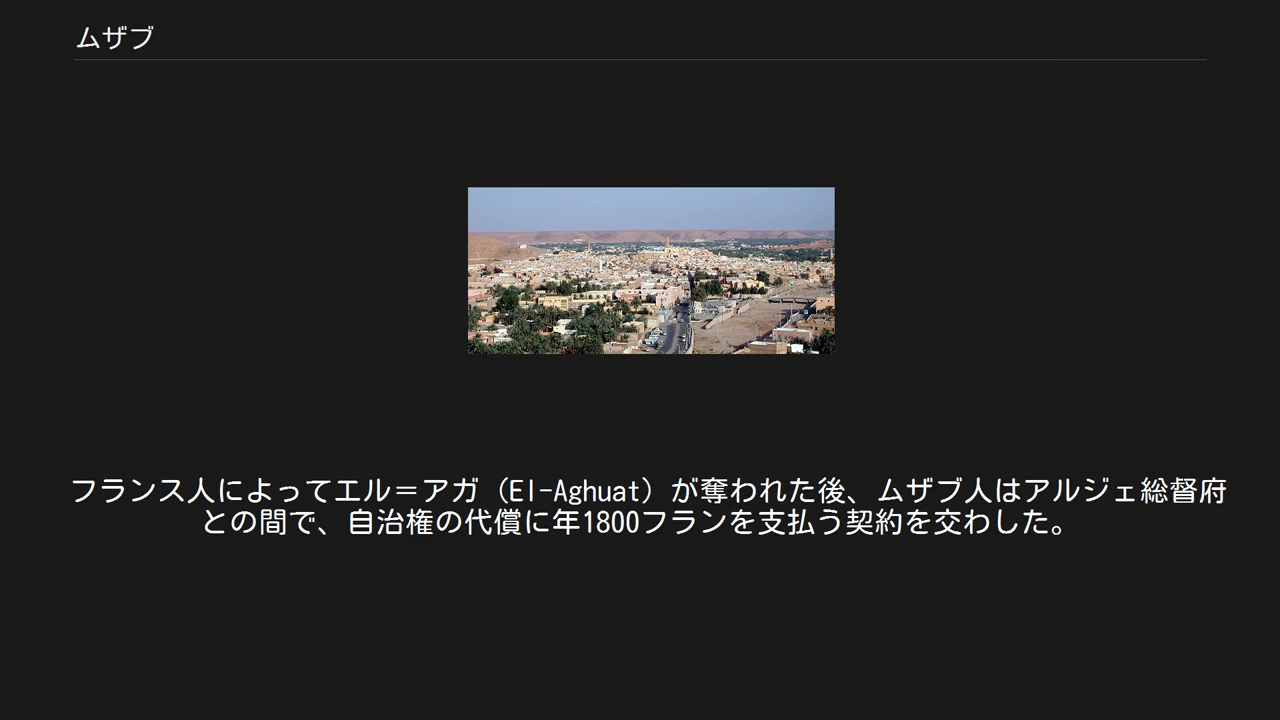 ムザブ
フランス人によってエル＝アガ（El-Aghuat）が奪われた後、ムザブ人はアルジェ総督府
との間で、自治権の代償に年1800フランを支払う契約を交わした。